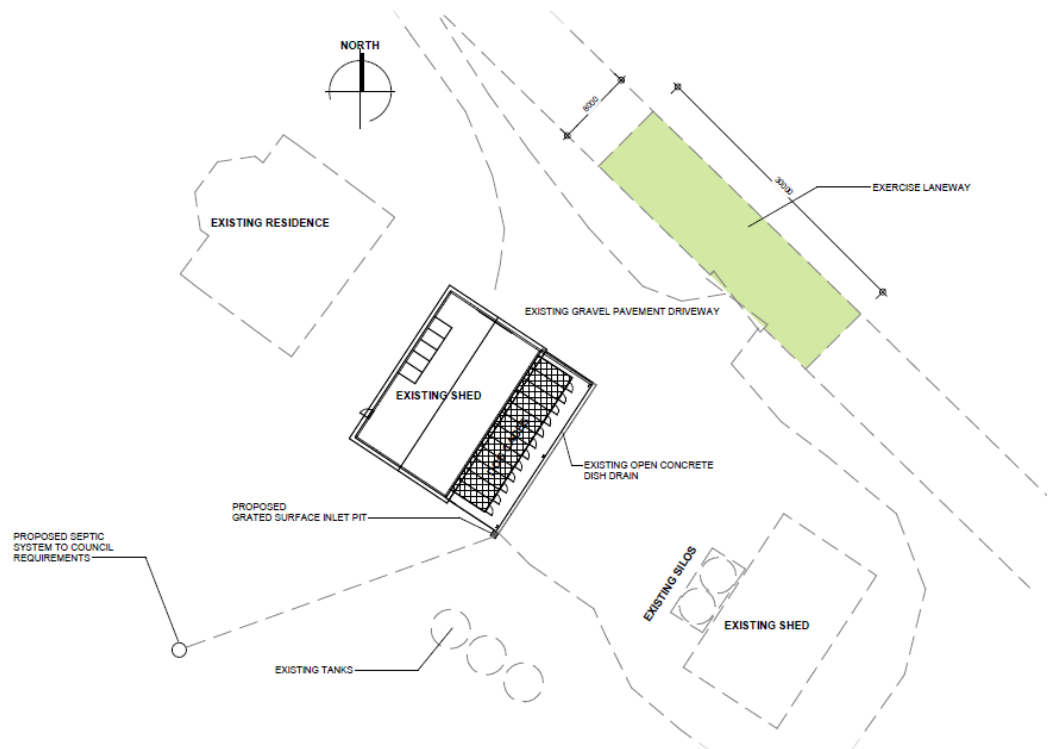 NORTH
8000
30000
EXERCISE LANEWAY
EXISTING RESIDENCE
EXISTING GRAVEL PAVEMENT DRIVEWAY
EXISTING SHED
EXISTING OPEN CONCRETE
DISH DRAIN
PROPOSED
GRATED SURFACE INLET PIT
PROPOSED SEPTIC
SYSTEM TO COUNCIL
REQUIREMENTS
EXISTING SILOS
EXISTING SHED
EXISTING TANKS